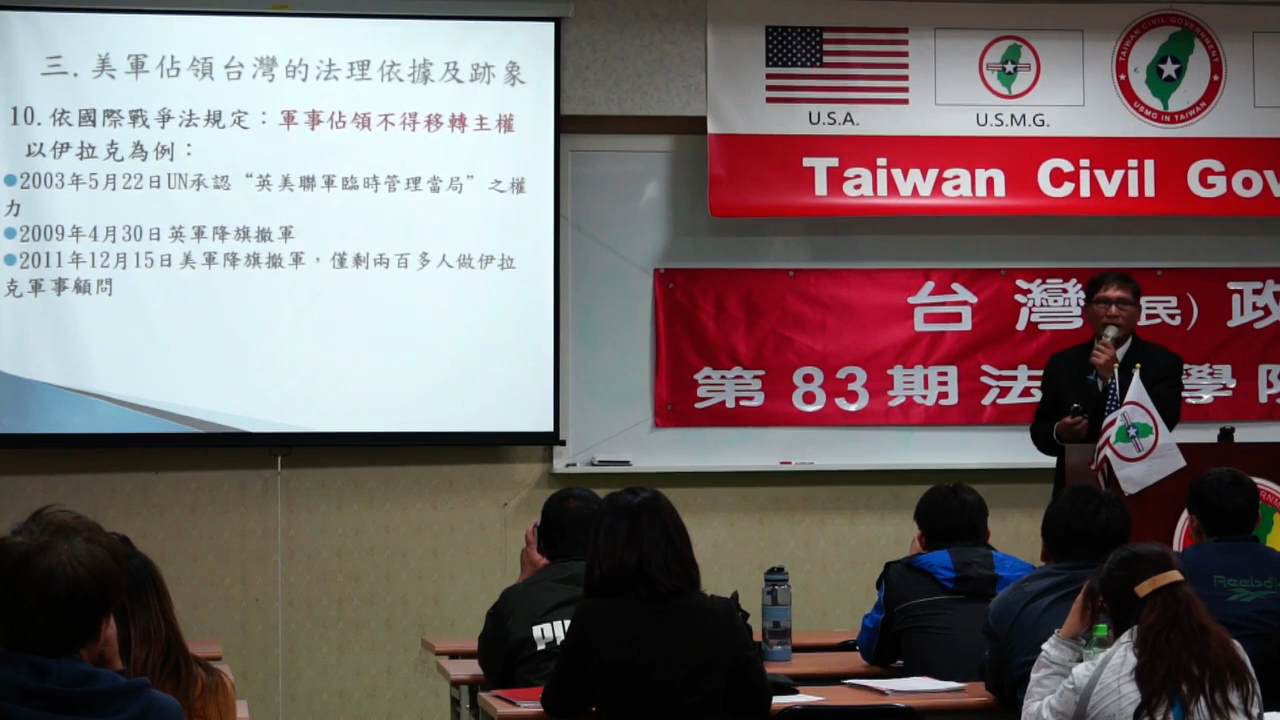 三. 美軍佔領台灣的法理依據及跡象
10. 依國際戰爭法規定：軍事佔領不得移轉主權
以伊拉克為例：
●2003年5月22日UN承認“英美聯軍臨時管理當局”之權
力
●2009年4月30日英軍降旗撤軍
●2011年12月15日美軍降旗撤軍，僅剩兩百多人做伊拉
克軍事顧問
U.S.A.
U.S.M.G.
TAIWAN CIVIL GOVERNMENT
USMG IN TAIWAN
Taiwan Civil Gov
台灣 民）政
第83期法 學院
Reebok